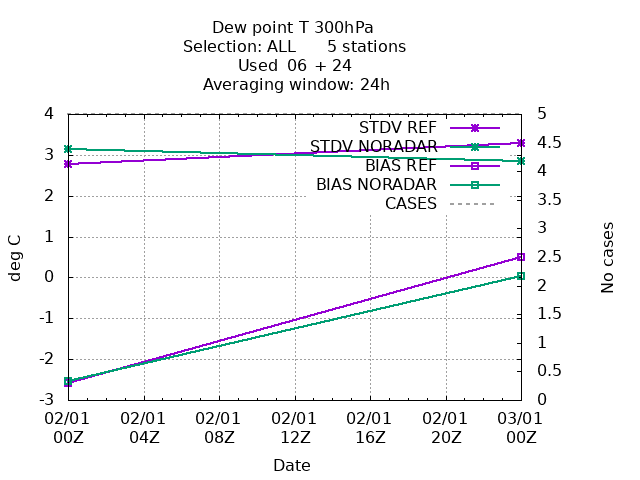 Dew point T 300hPa
Selection: ALL 5 stations
Used 06 + 24
Averaging window: 24h
4
3
2
1
0
-1
-2
-3
deg C
5
4.5
4
3.5
3
2.5
2
1.5
1
0.5
0
No cases
STDV REF
STDV NORADAR
BIAS REF
BIAS NORADAR
CASES
02/01 02/01 02/01 02/01 02/01 02/01 03/01
00Z 04Z 08Z 12Z 16Z 20Z 00Z
Date